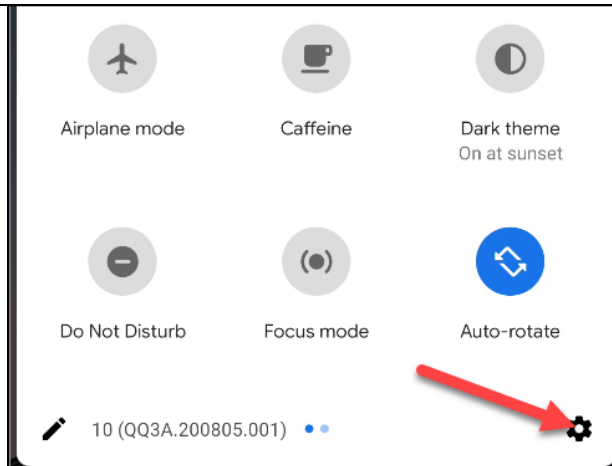 Airplane mode
Caffeine
Dark theme
On at sunset
Do Not Disturb
Focus mode
Auto-rotate
10 (QQ3A.200805.001)